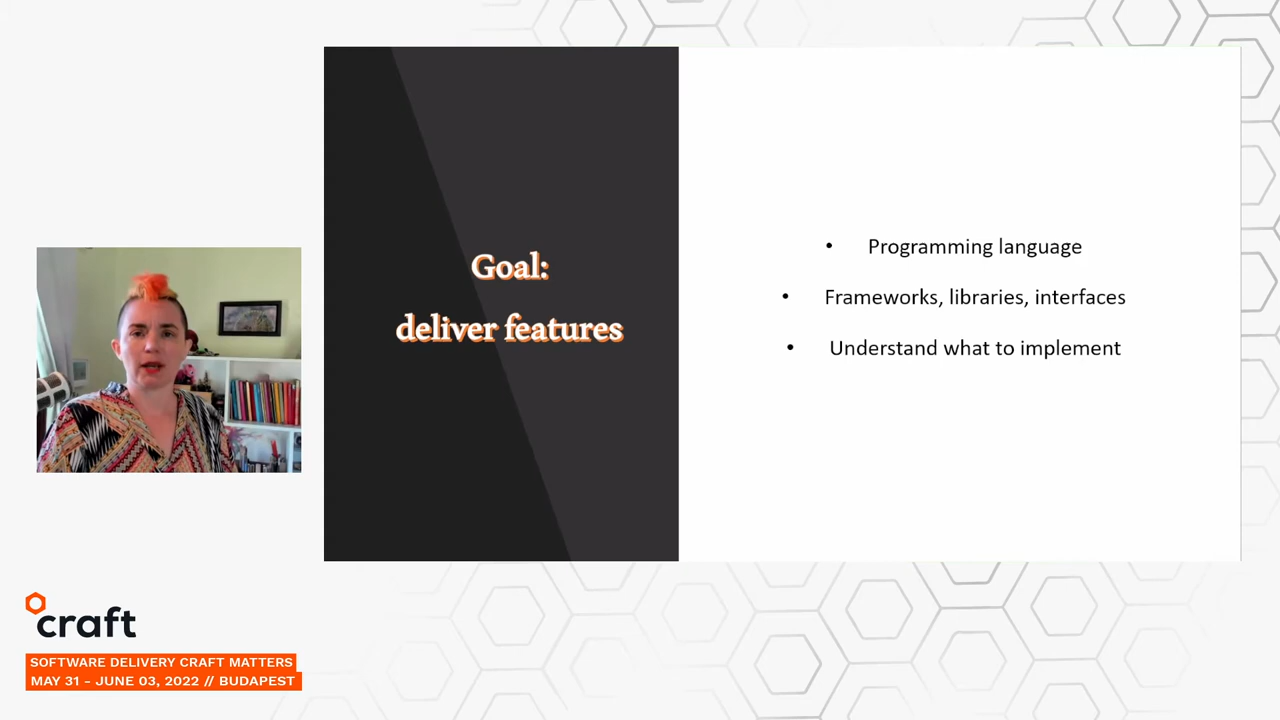 Goal:
deliver features
• Programming language
• Frameworks, libraries, interfaces
• Understand what to implement
craft
SOFTWARE DELIVERY CRAFT MATTERS
MAY 31 - JUNE 03, 2022 // BUDAPEST